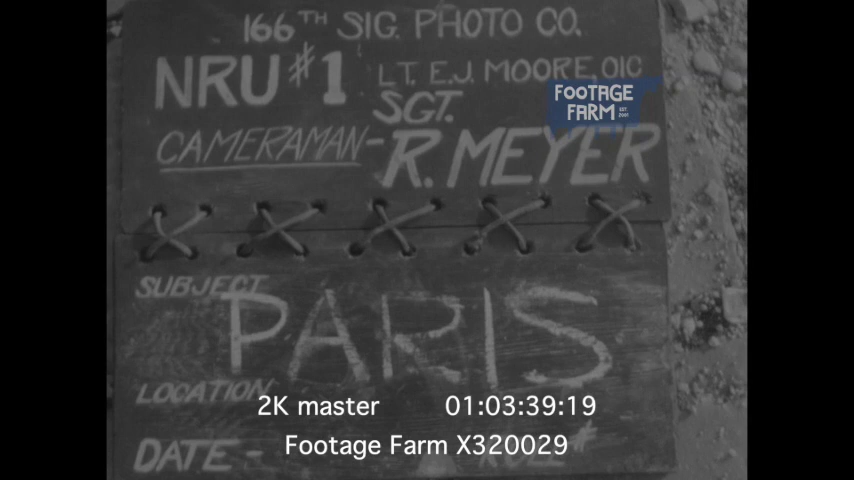 166TH SIG. PHOTO CO.
NRU #1
LT. E.J. MOORE, OIC
FOOTAGE
FARM
SGT.
CAMERAMAN - R. MEYER
SUBJECT
PARIS
LOCATION
2K master 01:03:39:19
Footage Farm X320029
DATE -